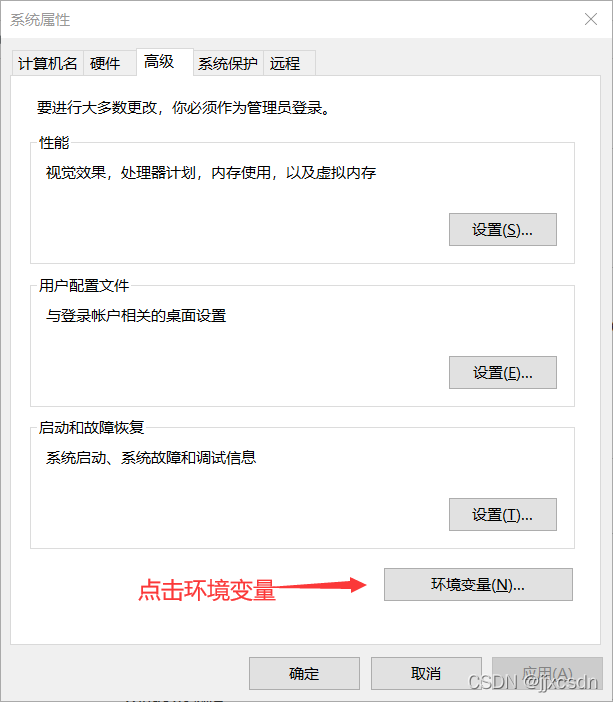 系统属性
计算机名 硬件 高级 系统保护 远程
要进行大多数更改，你必须作为管理员登录。
性能
视觉效果，处理器计划，内存使用，以及虚拟内存
设置(S)...
用户配置文件
与登录帐户相关的桌面设置
设置(E)...
启动和故障恢复
系统启动、系统故障和调试信息
设置(T)...
点击环境变量
环境变量(N)...
确定 取消 应用(A)
CSDN @jjxcsdn